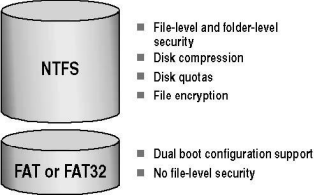 NTFS
File-level and folder-level
security
Disk compression
Disk quotas
File encryption
FAT or FAT32
Dual boot configuration support
No file-level security